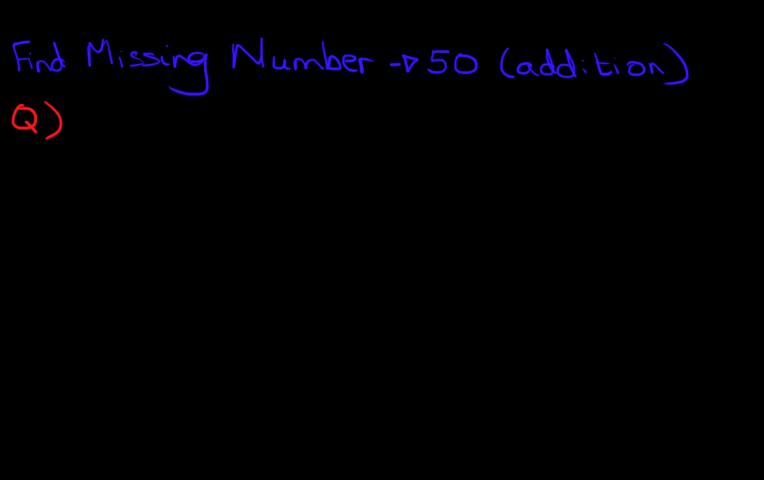 Find Missing Number → 50 (addition)
Q)